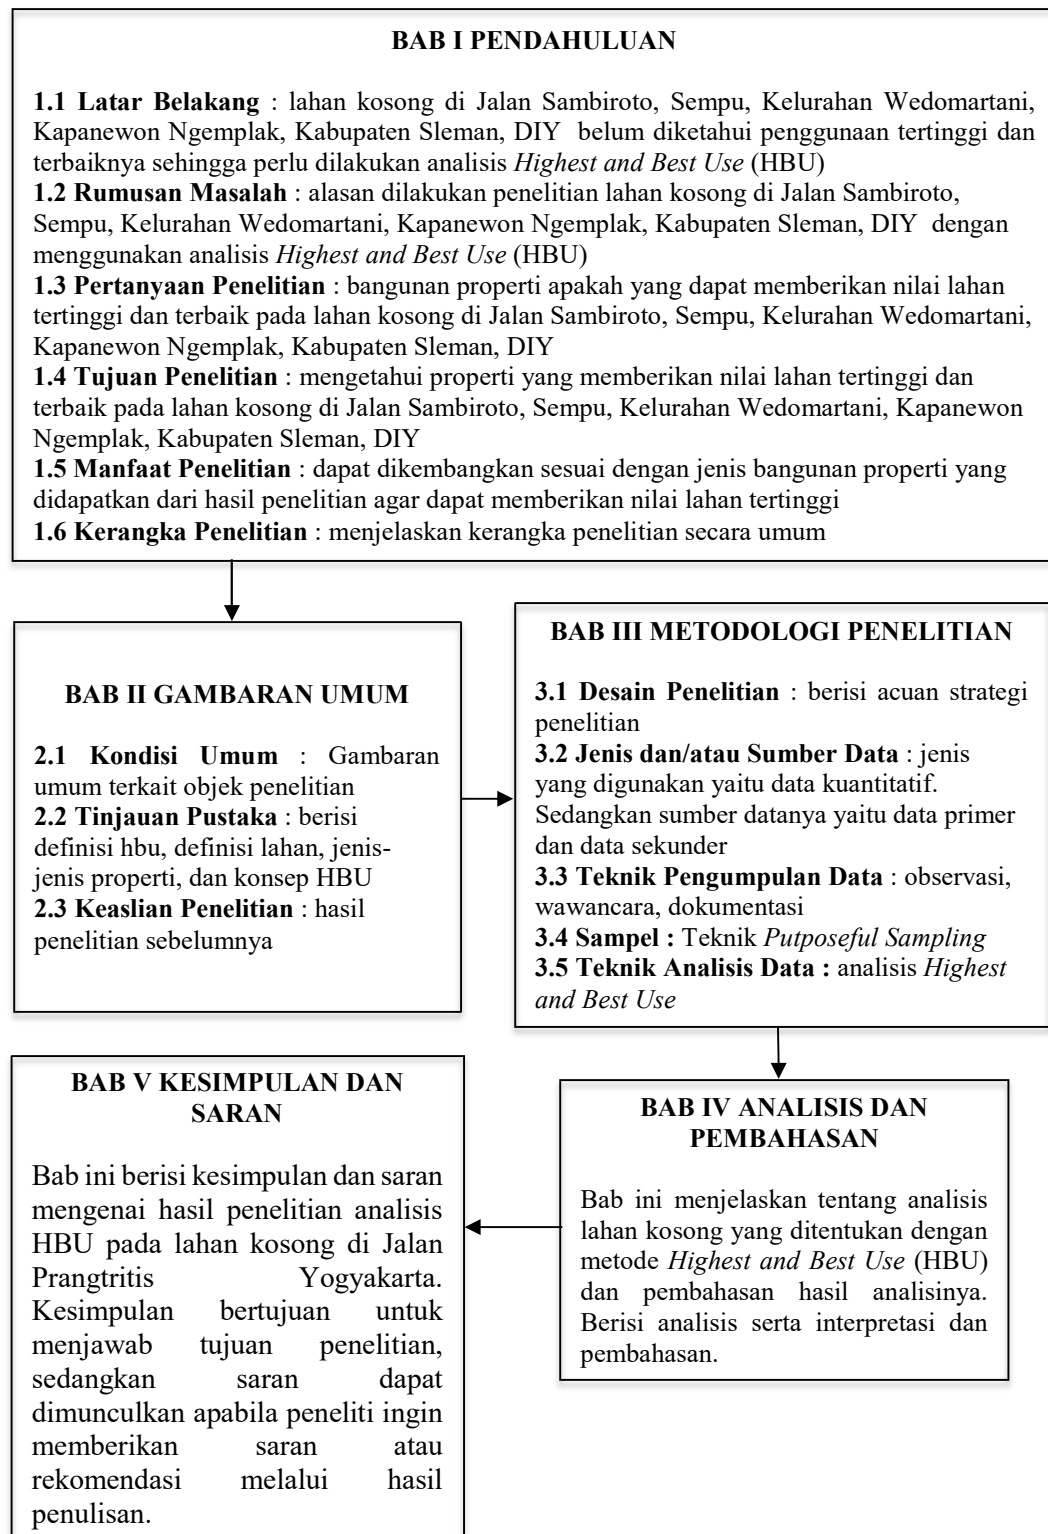 BAB I PENDAHULUAN
1.1 Latar Belakang : lahan kosong di Jalan Sambiroto, Sempu, Kelurahan Wedomartani,
Kapanewon Ngemplak, Kabupaten Sleman, DIY belum diketahui penggunaan tertinggi dan
terbaiknya sehingga perlu dilakukan analisis Highest and Best Use (HBU)
1.2 Rumusan Masalah : alasan dilakukan penelitian lahan kosong di Jalan Sambiroto,
Sempu, Kelurahan Wedomartani, Kapanewon Ngemplak, Kabupaten Sleman, DIY dengan
menggunakan analisis Highest and Best Use (HBU)
1.3 Pertanyaan Penelitian : bangunan properti apakah yang dapat memberikan nilai lahan
tertinggi dan terbaik pada lahan kosong di Jalan Sambiroto, Sempu, Kelurahan Wedomartani,
Kapanewon Ngemplak, Kabupaten Sleman, DIY
1.4 Tujuan Penelitian : mengetahui properti yang memberikan nilai lahan tertinggi dan
terbaik pada lahan kosong di Jalan Sambiroto, Sempu, Kelurahan Wedomartani, Kapanewon
Ngemplak, Kabupaten Sleman, DIY
1.5 Manfaat Penelitian : dapat dikembangkan sesuai dengan jenis bangunan properti yang
didapatkan dari hasil penelitian agar dapat memberikan nilai lahan tertinggi
1.6 Kerangka Penelitian : menjelaskan kerangka penelitian secara umum
BAB II GAMBARAN UMUM
2.1 Kondisi Umum : Gambaran
umum terkait objek penelitian
2.2 Tinjauan Pustaka : berisi
definisi hbu, definisi lahan, jenis-
jenis properti, dan konsep HBU
2.3 Keaslian Penelitian : hasil
penelitian sebelumnya
BAB III METODOLOGI PENELITIAN
3.1 Desain Penelitian : berisi acuan strategi
penelitian
3.2 Jenis dan/atau Sumber Data : jenis
yang digunakan yaitu data kuantitatif.
Sedangkan sumber datanya yaitu data primer
dan data sekunder
3.3 Teknik Pengumpulan Data : observasi,
wawancara, dokumentasi
3.4 Sampel : Teknik Putposeful Sampling
3.5 Teknik Analisis Data : analisis Highest
and Best Use
BAB IV ANALISIS DAN
PEMBAHASAN
Bab ini menjelaskan tentang analisis
lahan kosong yang ditentukan dengan
metode Highest and Best Use (HBU)
dan pembahasan hasil analisinya.
Berisi analisis serta interpretasi dan
pembahasan.
BAB V KESIMPULAN DAN
SARAN
Bab ini berisi kesimpulan dan saran
mengenai hasil penelitian analisis
HBU pada lahan kosong di Jalan
Prangtritis Yogyakarta.
Kesimpulan bertujuan untuk
menjawab tujuan penelitian,
sedangkan saran dapat
dimunculkan apabila peneliti ingin
memberikan saran atau
rekomendasi melalui hasil
penulisan.